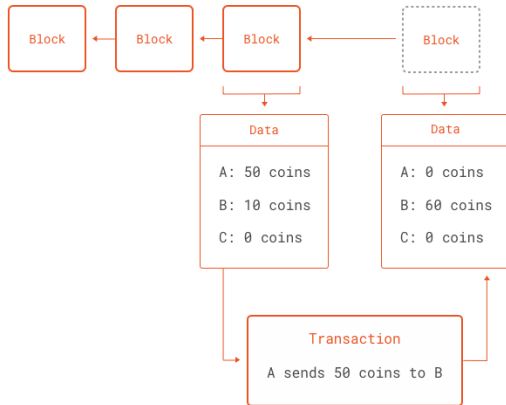 Block
Block
Block
Block
Data
A: 50 coins
B: 10 coins
C: 0 coins
Data
A: 0 coins
B: 60 coins
C: 0 coins
Transaction
A sends 50 coins to B